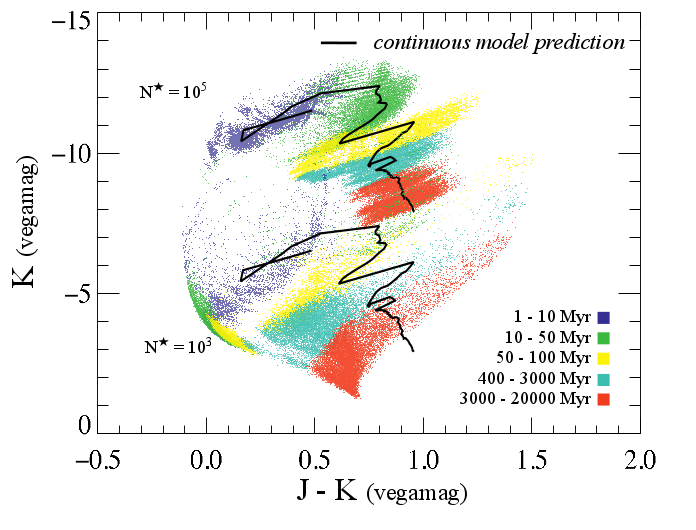 −15
continuous model prediction
N★ = 10⁵
−10
K (vegamag)
−5
1 - 10 Myr
10 - 50 Myr
N★ = 10³
50 - 100 Myr
400 - 3000 Myr
3000 - 20000 Myr
0
−0.5 0.0 0.5 1.0 1.5 2.0
J - K (vegamag)